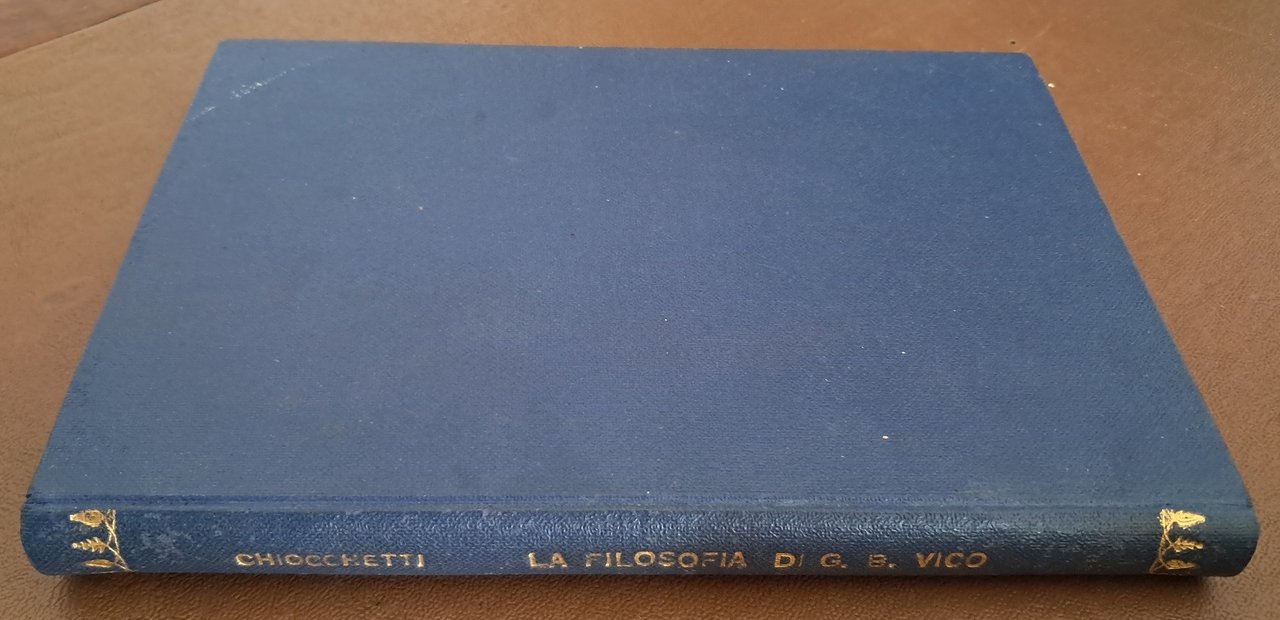 CHIOCCHETTI LA FILOSOFIA DI G. B. VICO